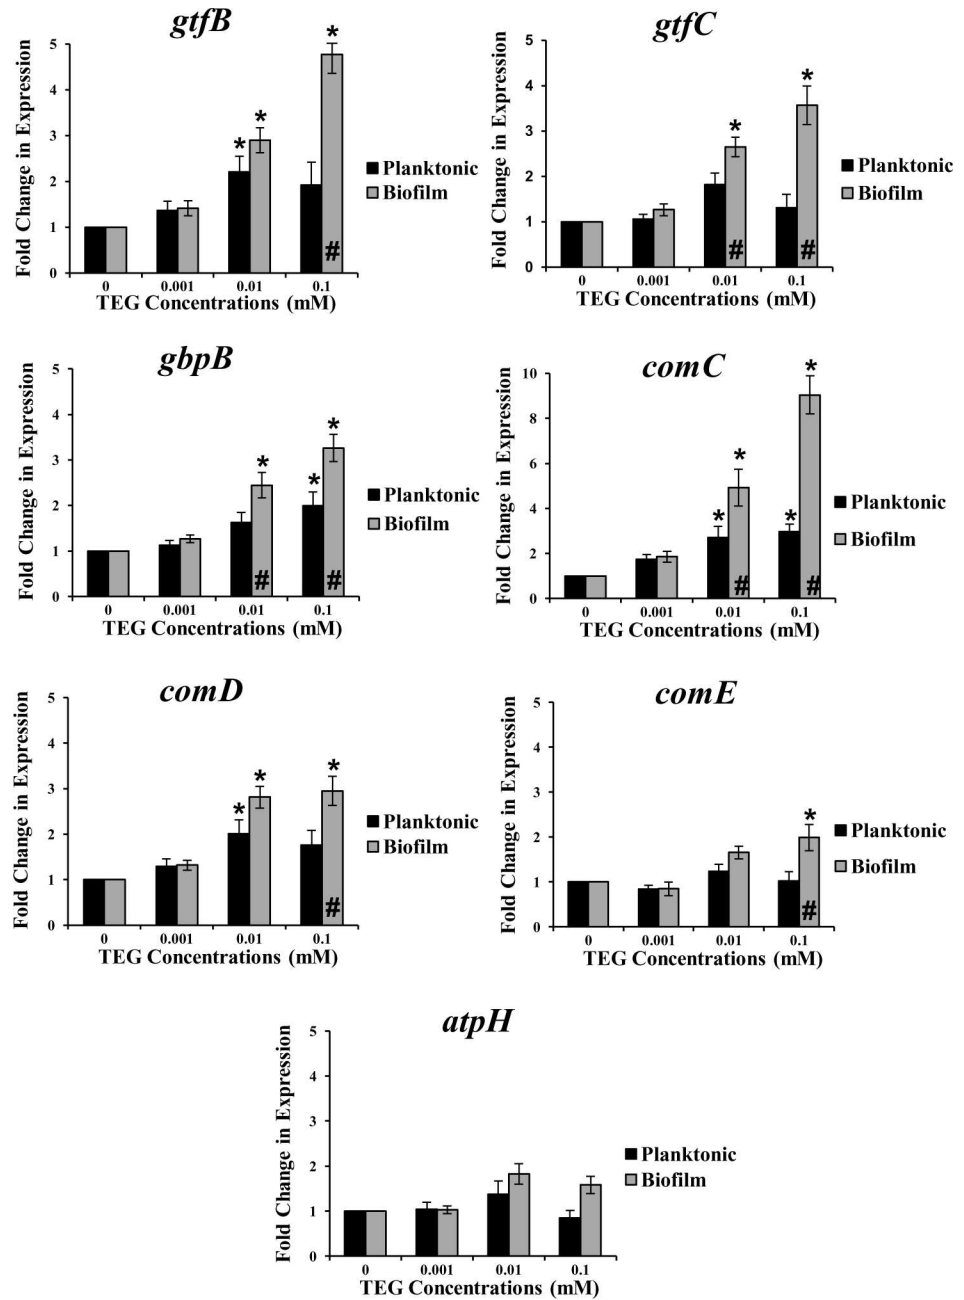 gtfB
Fold Change in Expression
5
4
3
2
1
0
*
*
*
#
0
0.001
0.01
0.1
TEG Concentrations (mM)
Planktonic
Biofilm
gtfC
Fold Change in Expression
5
4
3
2
1
0
*
*
#
#
0
0.001
0.01
0.1
TEG Concentrations (mM)
Planktonic
Biofilm
gbpB
Fold Change in Expression
5
4
3
2
1
0
*
*
*
#
#
0
0.001
0.01
0.1
TEG Concentrations (mM)
Planktonic
Biofilm
comC
Fold Change in Expression
10
8
6
4
2
0
*
*
*
*
#
#
0
0.001
0.01
0.1
TEG Concentrations (mM)
Planktonic
Biofilm
comD
Fold Change in Expression
5
4
3
2
1
0
*
*
*
#
0
0.001
0.01
0.1
TEG Concentrations (mM)
Planktonic
Biofilm
comE
Fold Change in Expression
5
4
3
2
1
0
*
#
0
0.001
0.01
0.1
TEG Concentrations (mM)
Planktonic
Biofilm
atpH
Fold Change in Expression
5
4
3
2
1
0
0
0.001
0.01
0.1
TEG Concentrations (mM)
Planktonic
Biofilm